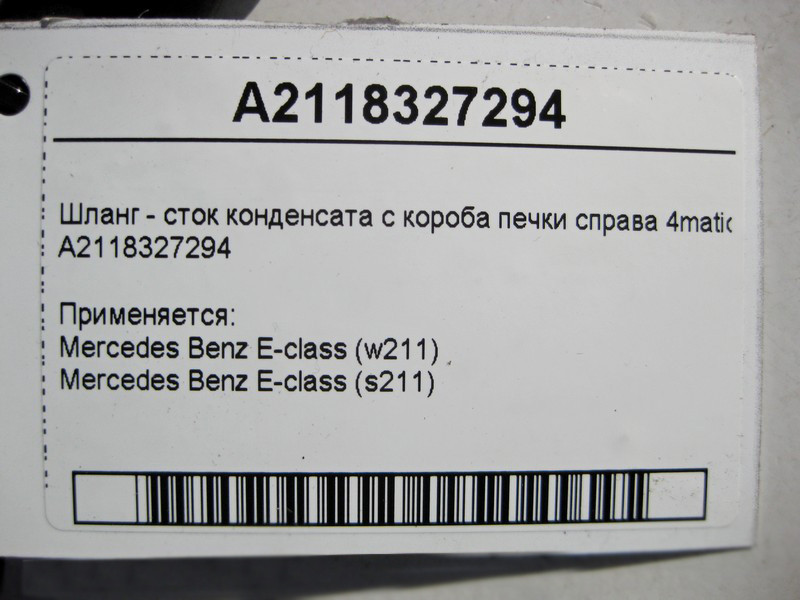 A2118327294
Шланг - сток конденсата с короба печки справа 4matic
A2118327294
Применяется:
Mercedes Benz E-class (w211)
Mercedes Benz E-class (s211)